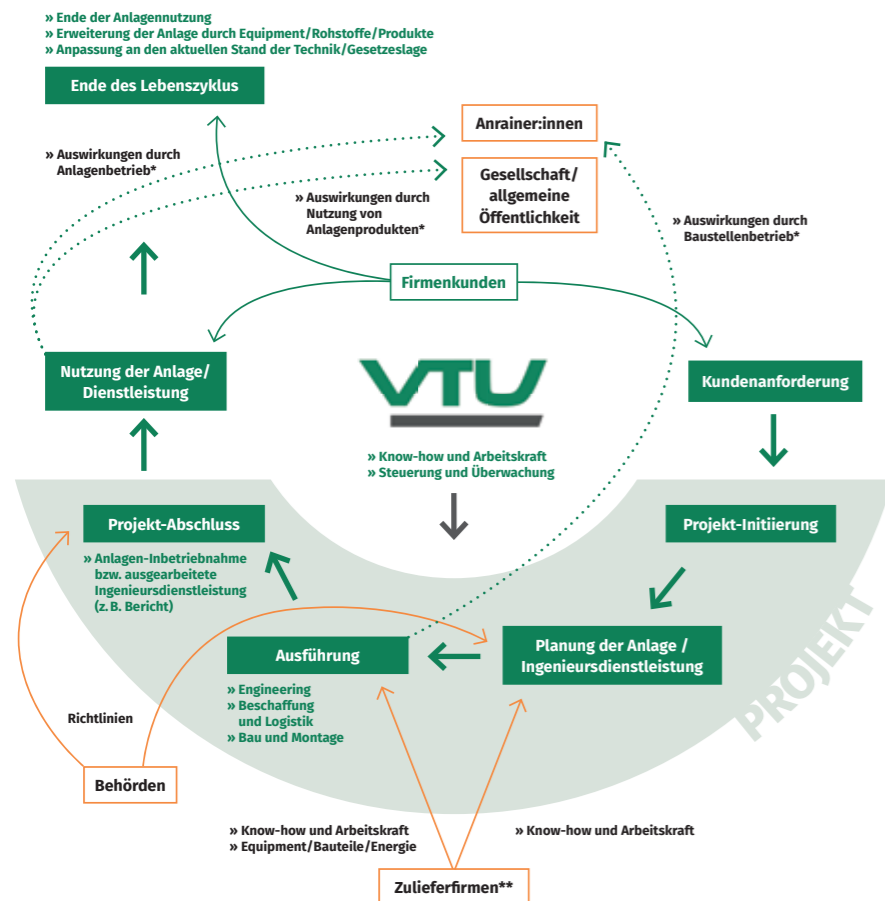 » Ende der Anlagennutzung
» Erweiterung der Anlage durch Equipment/Rohstoffe/Produkte
» Anpassung an den aktuellen Stand der Technik/Gesetzeslage
Ende des Lebenszyklus
Anrainer:innen
» Auswirkungen durch
Anlagenbetrieb*
Gesellschaft/
allgemeine
Öffentlichkeit
» Auswirkungen durch
Nutzung von
Anlagenprodukten*
» Auswirkungen durch
Baustellenbetrieb*
Firmenkunden
Nutzung der Anlage/
Dienstleistung
VTU
Kundenanforderung
» Know-how und Arbeitskraft
» Steuerung und Überwachung
Projekt-Abschluss
Projekt-Initiierung
» Anlagen-Inbetriebnahme
bzw. ausgearbeitete
Ingenieursdienstleistung
(z. B. Bericht)
Ausführung
Planung der Anlage /
Ingenieursdienstleistung
PROJEKT
» Engineering
» Beschaffung
und Logistik
» Bau und Montage
Richtlinien
Behörden
» Know-how und Arbeitskraft
» Equipment/Bauteile/Energie
» Know-how und Arbeitskraft
Zulieferfirmen**